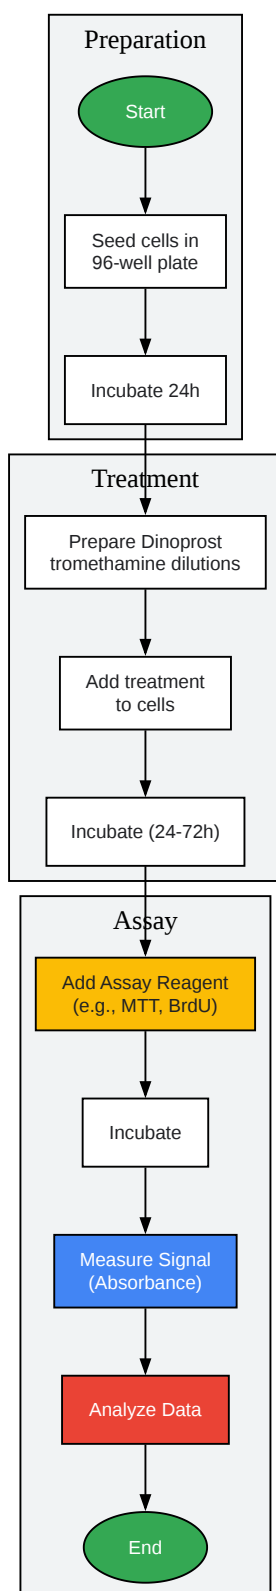 Preparation
Start
Seed cells in
96-well plate
Incubate 24h
Treatment
Prepare Dinoprost
tromethamine dilutions
Add treatment
to cells
Incubate (24-72h)
Assay
Add Assay Reagent
(e.g., MTT, BrdU)
Incubate
Measure Signal
(Absorbance)
Analyze Data
End